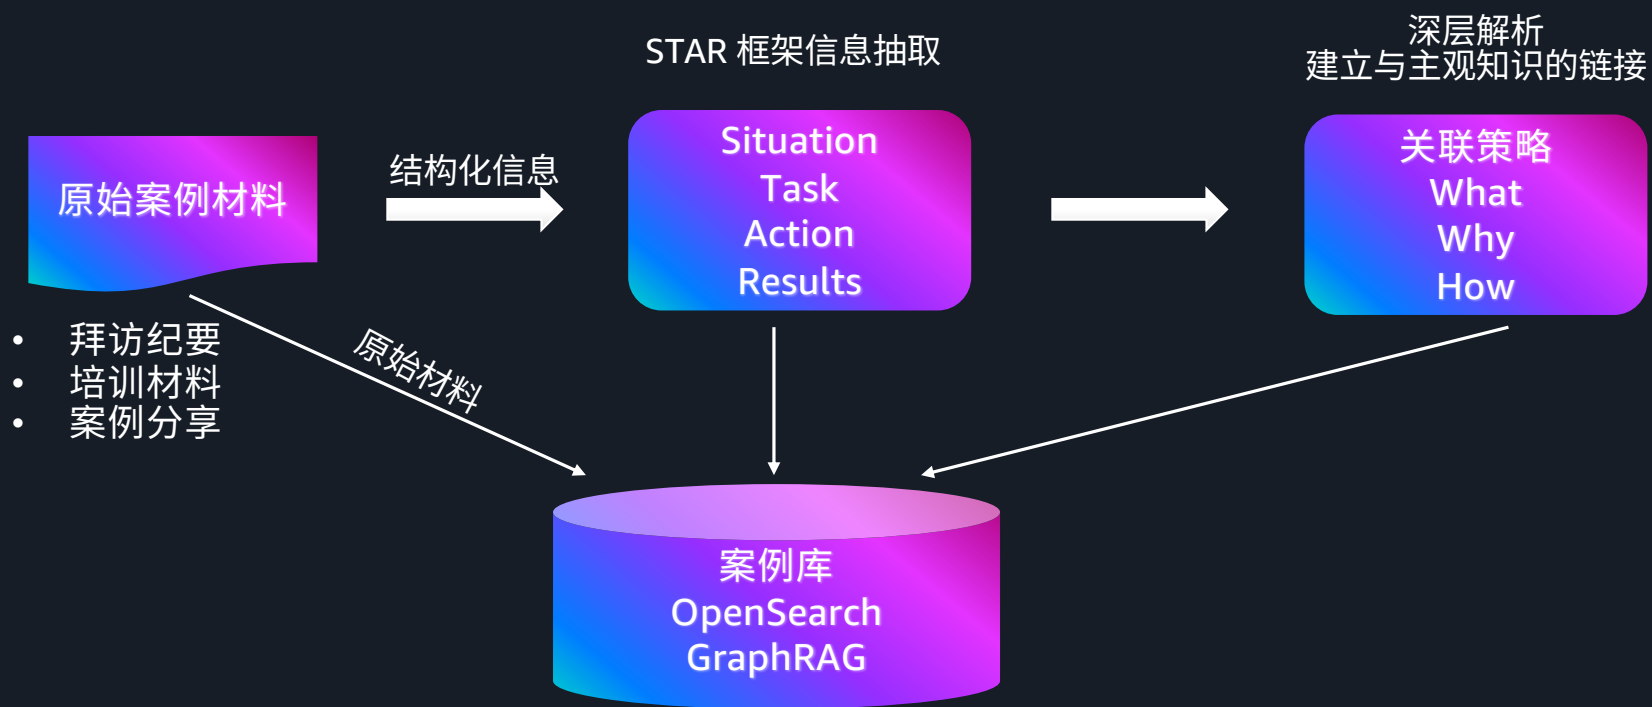 STAR 框架信息抽取
深层解析
建立与主观知识的链接
原始案例材料
结构化信息
Situation
Task
Action
Results
关联策略
What
Why
How
• 拜访纪要
• 培训材料
• 案例分享
原始材料
案例库
OpenSearch
GraphRAG